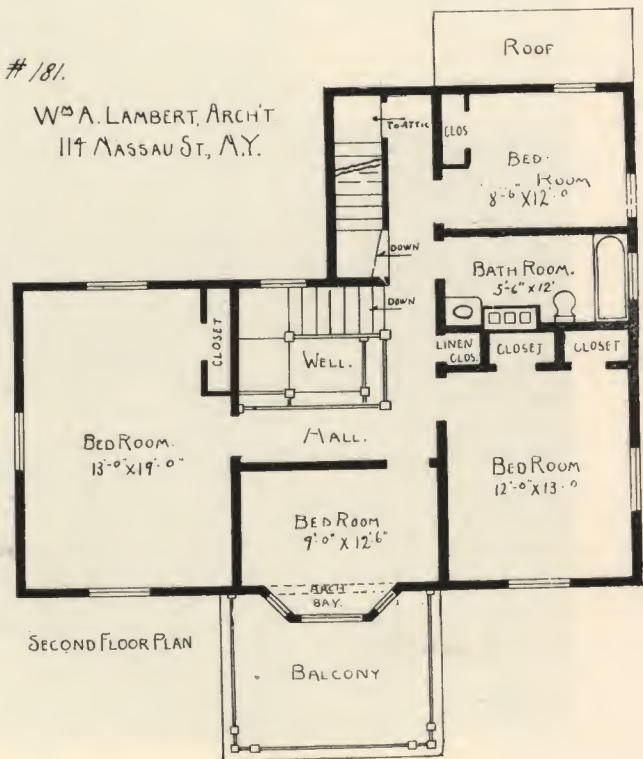 # 181.
Wᴹ A. LAMBERT, ARCH'T
114 NASSAU ST., N.Y.
ROOF
TO ATTIC
CLOS
BED-
ROOM
8'-6" X 12'-0
DOWN
BATH ROOM.
5'-6" X 12'
DOWN
CLOSET
WELL.
LINEN
CLOS.
CLOSET
CLOSET
HALL.
BED ROOM.
13'-0" X 19'-0"
BED ROOM
12'-0" X 13'-0
BED ROOM
9'-0" X 12'-6"
ARCH
BAY.
SECOND FLOOR PLAN
BALCONY